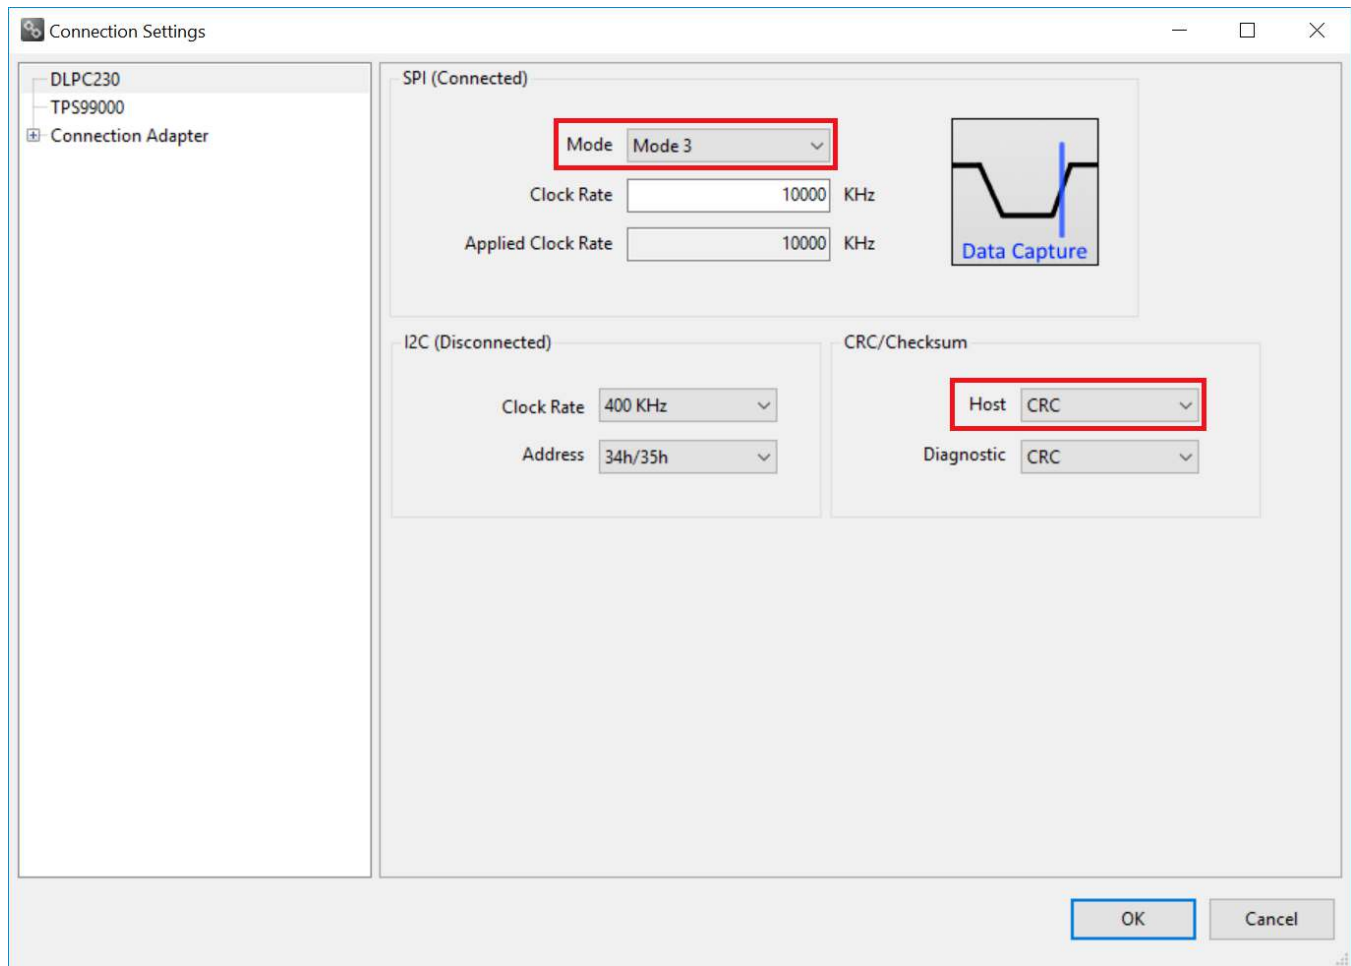 Connection Settings
DLPC230
TPS99000
Connection Adapter
SPI (Connected)
Mode Mode 3
Clock Rate 10000 KHz
Applied Clock Rate 10000 KHz
Data Capture
I2C (Disconnected)
Clock Rate 400 KHz
Address 34h/35h
CRC/Checksum
Host CRC
Diagnostic CRC
OK Cancel